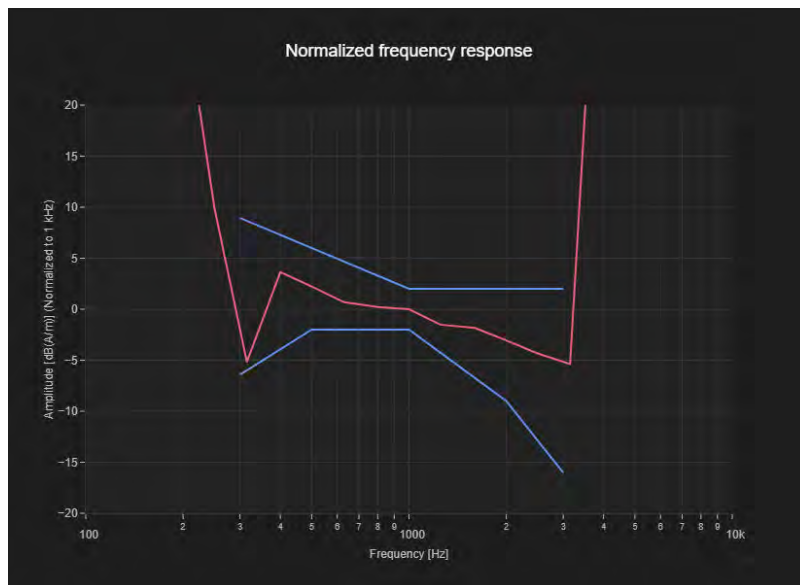 Normalized frequency response
20
15
10
5
0
−5
−10
−15
−20
Amplitude [dB(A/m)] (Normalized to 1 kHz)
100 2 3 4 5 6 7 8 9 1000 2 3 4 5 6 7 8 9 10k
Frequency [Hz]